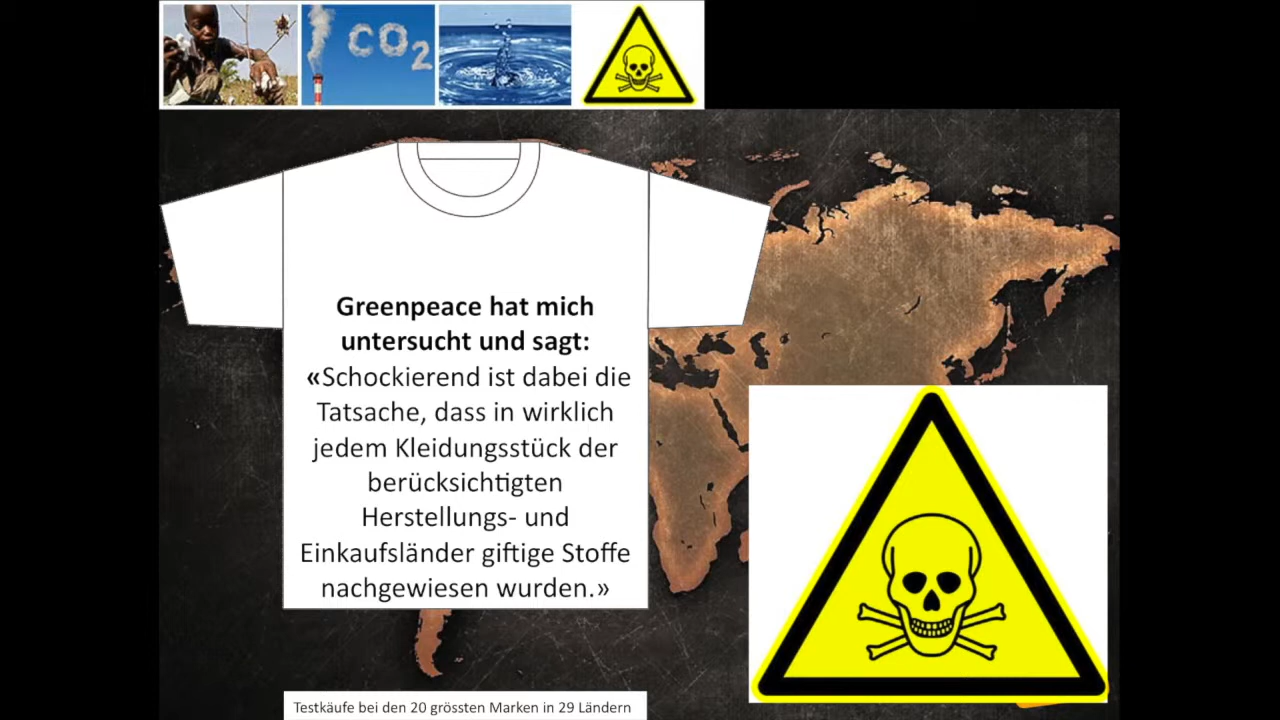 CO2
Greenpeace hat mich
untersucht und sagt:
«Schockierend ist dabei die
Tatsache, dass in wirklich
jedem Kleidungsstück der
berücksichtigten
Herstellungs- und
Einkaufsländer giftige Stoffe
nachgewiesen wurden.»
Testkäufe bei den 20 grössten Marken in 29 Ländern